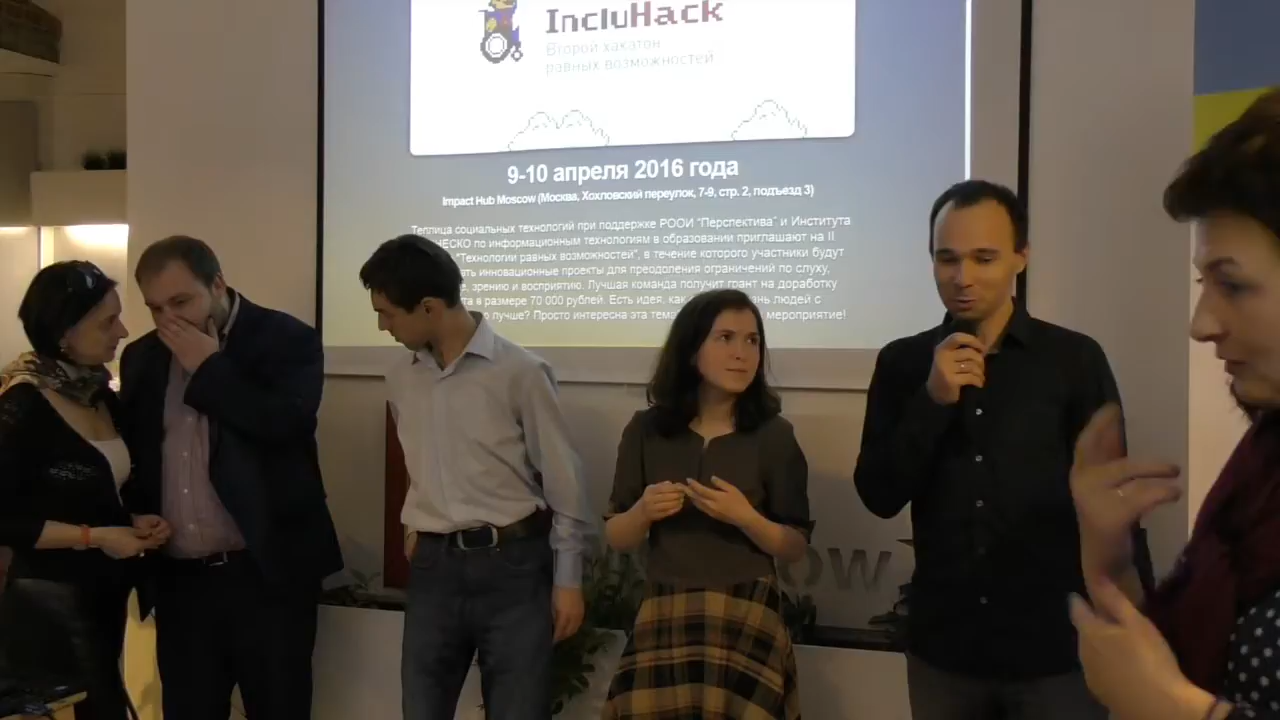 IncluHack
Второй хакатон
равных возможностей
9-10 апреля 2016 года
Impact Hub Moscow (Москва, Хохловский переулок, 7-9, стр. 2, подъезд 3)
Теплица социальных технологий при поддержке РООИ "Перспектива" и Института
по информационным технологиям в образовании приглашают на II
"Технологии равных возможностей", в течение которого участники будут
инновационные проекты для преодоления ограничений по слуху,
зрению и восприятию. Лучшая команда получит грант на доработку
в размере 70 000 рублей. Есть идея, людей с
лучше? Просто интересна эта мероприятие!